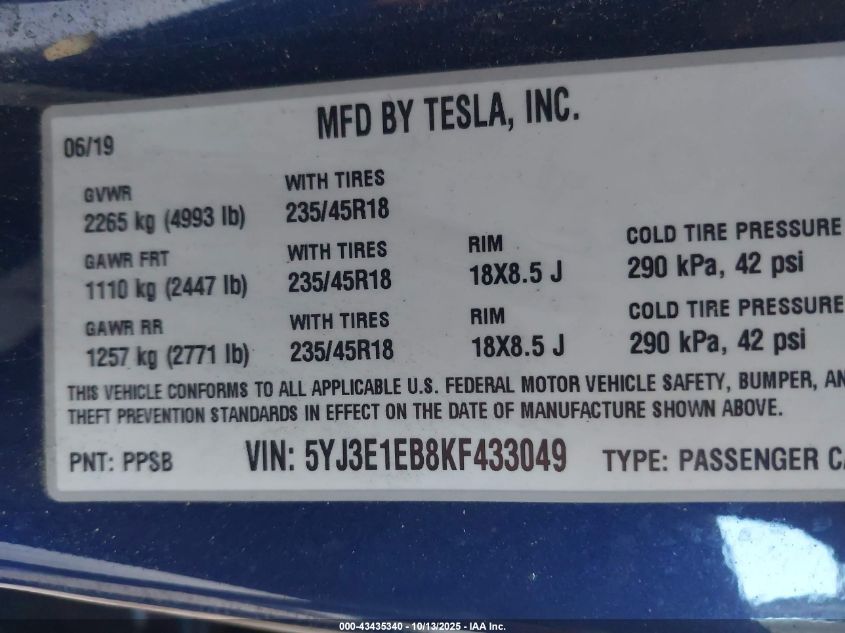 MFD BY TESLA, INC.
06/19
GVWR
2265 kg (4993 lb)
WITH TIRES
235/45R18
GAWR FRT
1110 kg (2447 lb)
WITH TIRES
235/45R18
RIM
18X8.5 J
COLD TIRE PRESSURE
290 kPa, 42 psi
GAWR RR
1257 kg (2771 lb)
WITH TIRES
235/45R18
RIM
18X8.5 J
COLD TIRE PRESSURE
290 kPa, 42 psi
THIS VEHICLE CONFORMS TO ALL APPLICABLE U.S. FEDERAL MOTOR VEHICLE SAFETY, BUMPER, AN
THEFT PREVENTION STANDARDS IN EFFECT ON THE DATE OF MANUFACTURE SHOWN ABOVE.
PNT: PPSB VIN: 5YJ3E1EB8KF433049 TYPE: PASSENGER CA
000-43435340 - 10/13/2025 - IAA Inc.